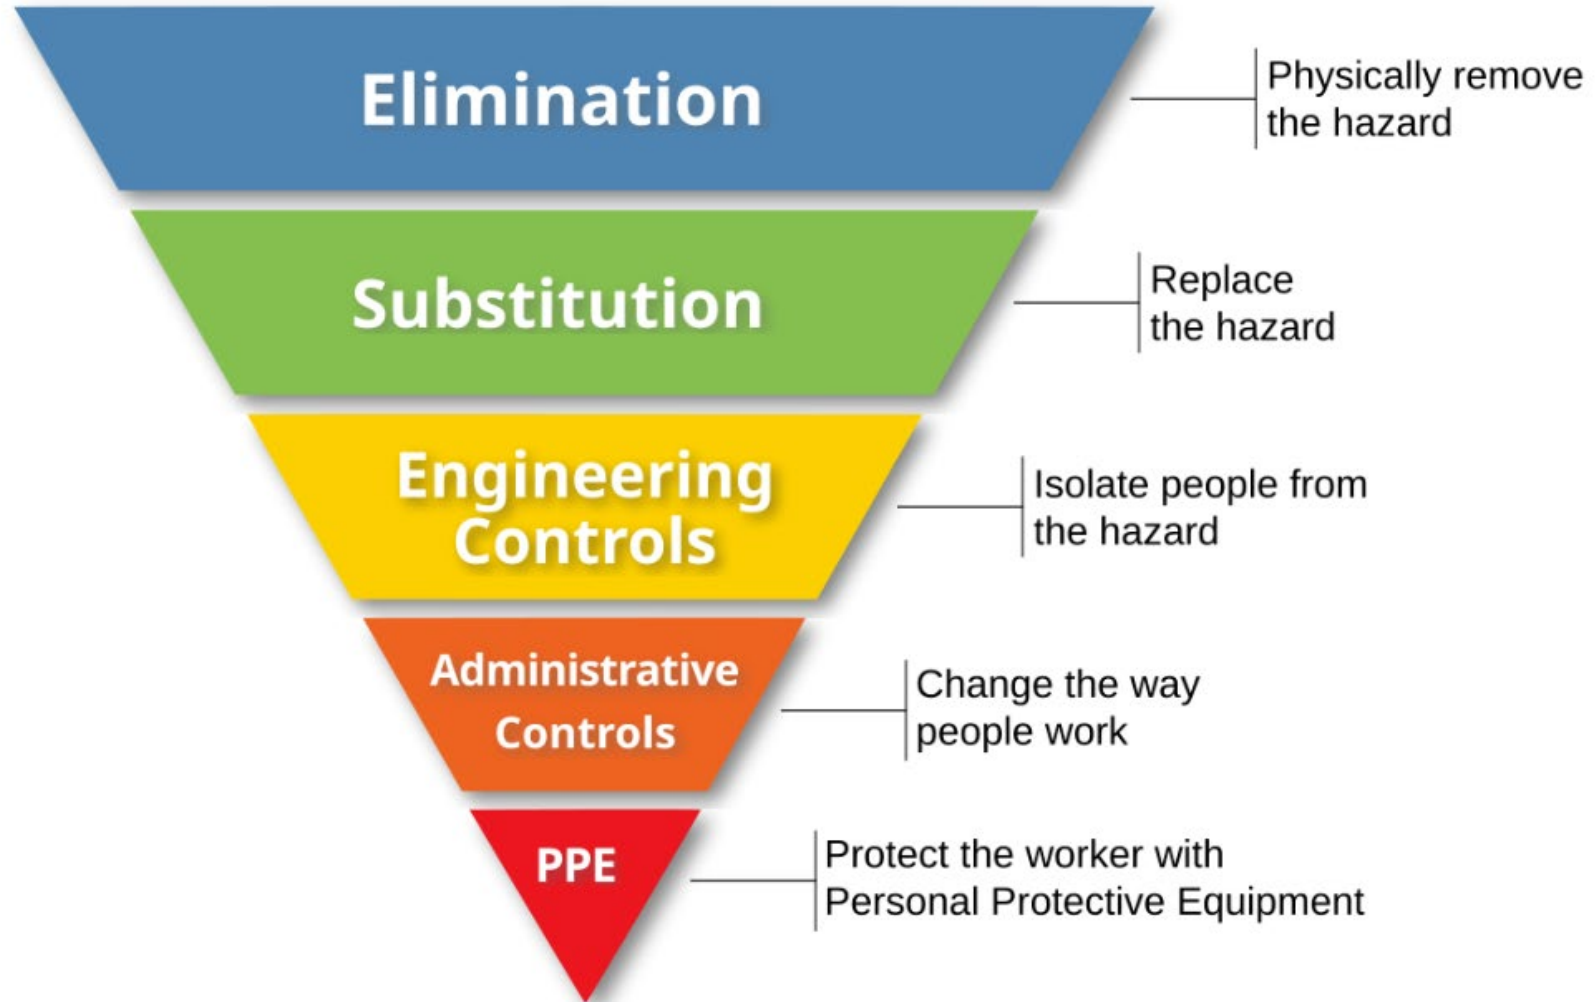 Elimination
Physically remove
the hazard
Substitution
Replace
the hazard
Engineering
Controls
Isolate people from
the hazard
Administrative
Controls
Change the way
people work
PPE
Protect the worker with
Personal Protective Equipment